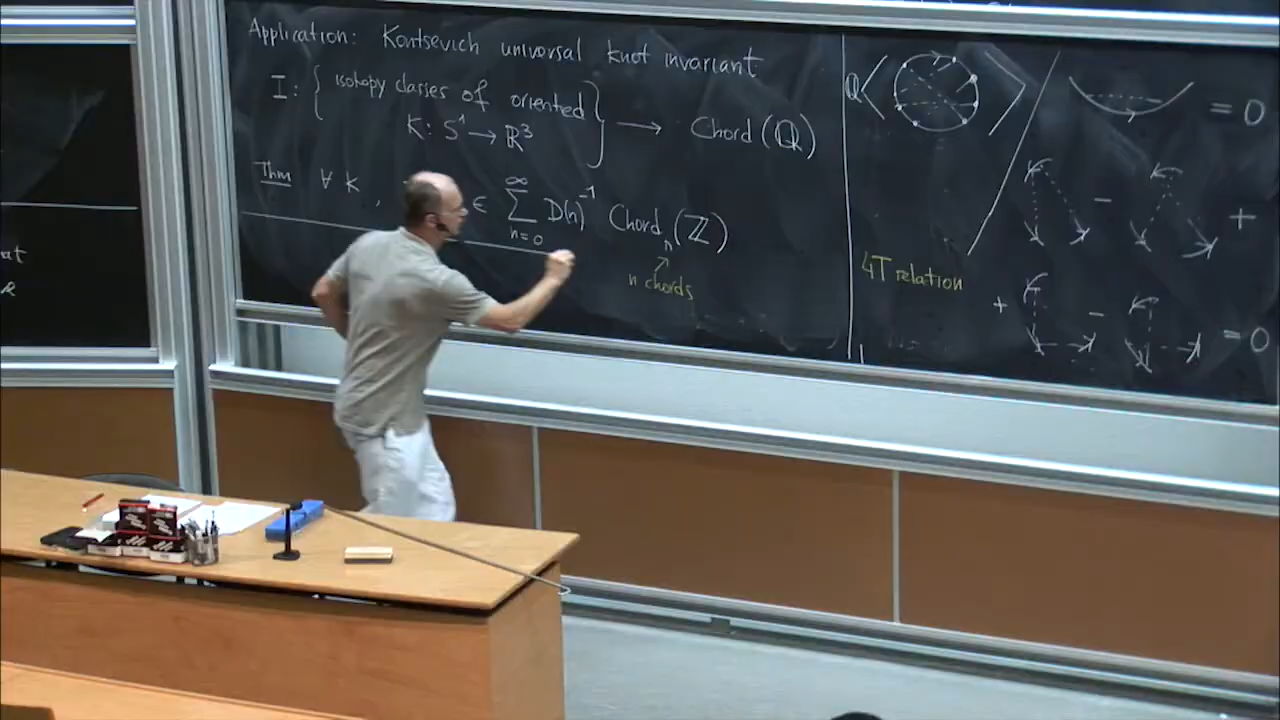 Application: Kontsevich universal knot invariant
I: { isotopy classes of oriented K: S¹ → ℝ³ } → Chord(ℚ)
Thm ∀ K, ∈ ∑_{n=0}^{∞} D(n)^{-1} Chord_n(ℤ)
n chords
ℚ ⟨ ⟩ / = 0
− +
4T relation
+ − = 0
at